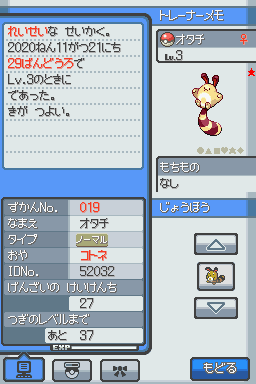 れいせいな せいかく。
2020ねん11がつ21にち
29ばんどうろで
Lv.3のときに
であった。
きが つよい。
トレーナーメモ
オタチ ♀
Lv.3
もちもの
なし
ずかんNo. 019
なまえ オタチ
タイプ ノーマル
おや コトネ
IDNo. 52032
げんざいの けいけんち
27
つぎのレベルまで
あと 37
EXP
じょうほう
もどる